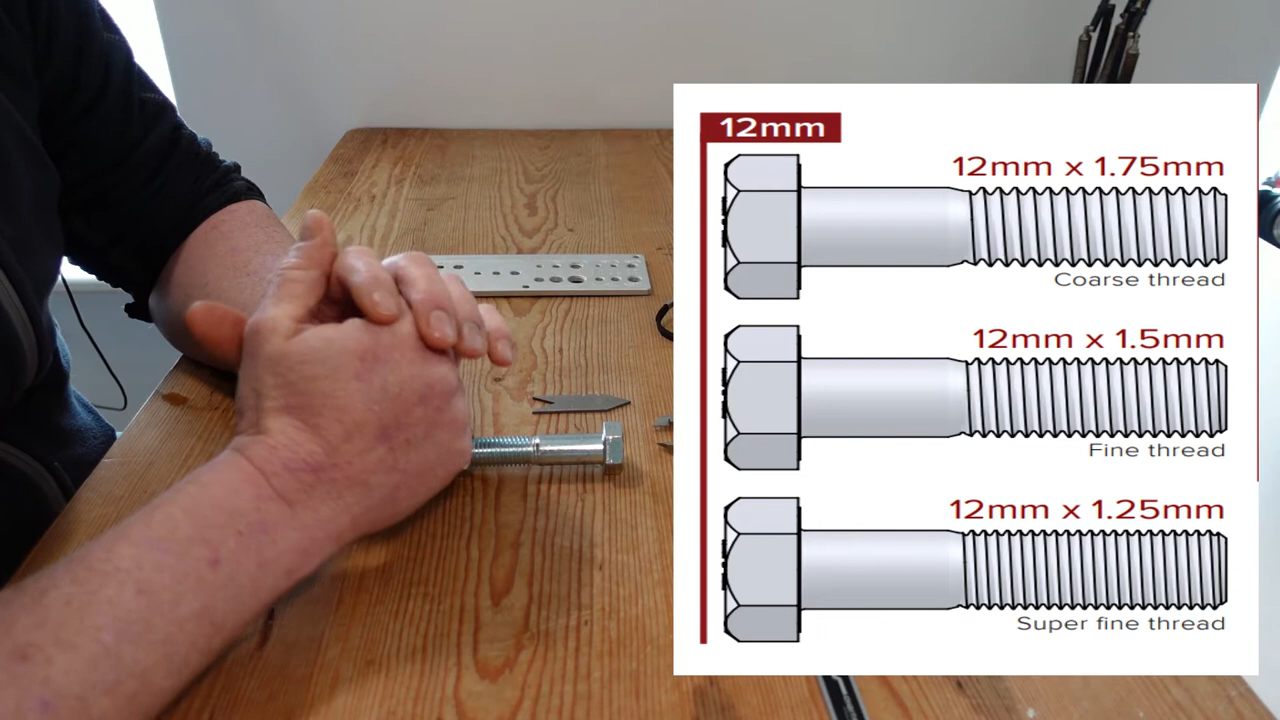 12mm
12mm x 1.75mm
Coarse thread
12mm x 1.5mm
Fine thread
12mm x 1.25mm
Super fine thread